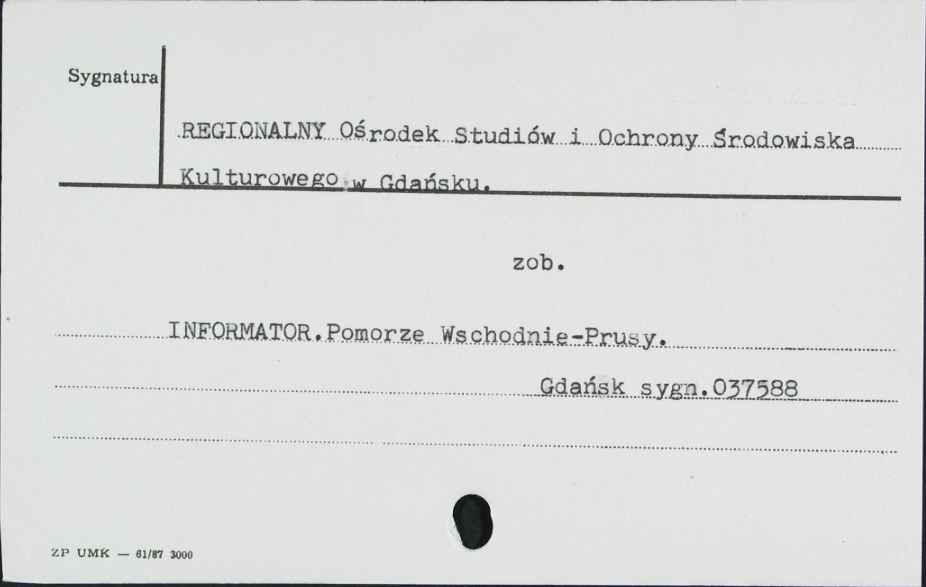 Sygnatura
REGIONALNY Ośrodek Studiów i Ochrony Środowiska
Kulturowego w Gdańsku.
zob.
INFORMATOR.Pomorze Wschodnie-Prusy.
Gdańsk sygn.037588
ZP UMK — 61/87 3000